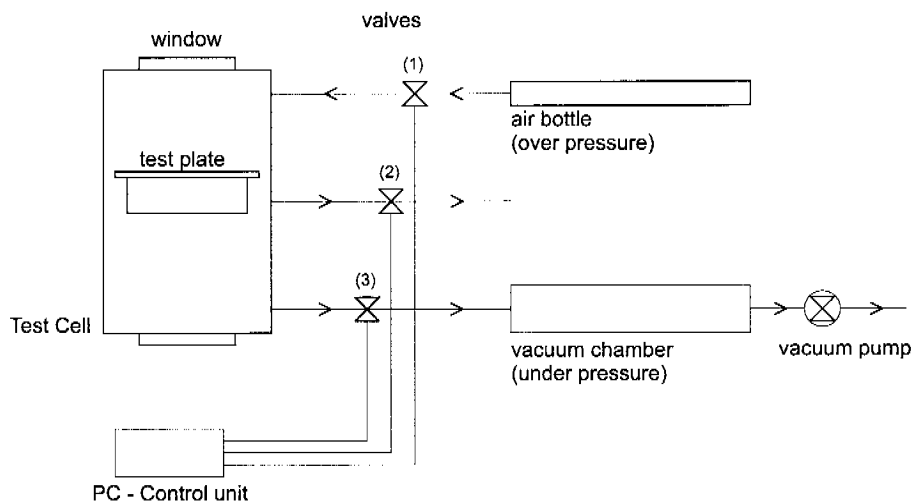 valves
window
(1)
air bottle
(over pressure)
test plate
(2)
(3)
Test Cell
vacuum chamber
(under pressure)
vacuum pump
PC - Control unit